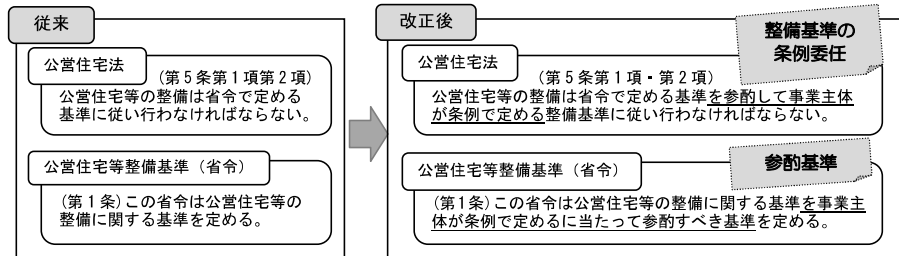 従来
公営住宅法
(第5条第1項第2項)
公営住宅等の整備は省令で定める
基準に従い行わなければならない。
公営住宅等整備基準（省令）
(第1条)この省令は公営住宅等の
整備に関する基準を定める。
改正後
整備基準の
条例委任
公営住宅法
(第5条第1項・第2項)
公営住宅等の整備は省令で定める基準を参酌して事業主体
が条例で定める整備基準に従い行わなければならない。
参酌基準
公営住宅等整備基準（省令）
(第1条)この省令は公営住宅等の整備に関する基準を事業主
体が条例で定めるに当たって参酌すべき基準を定める。